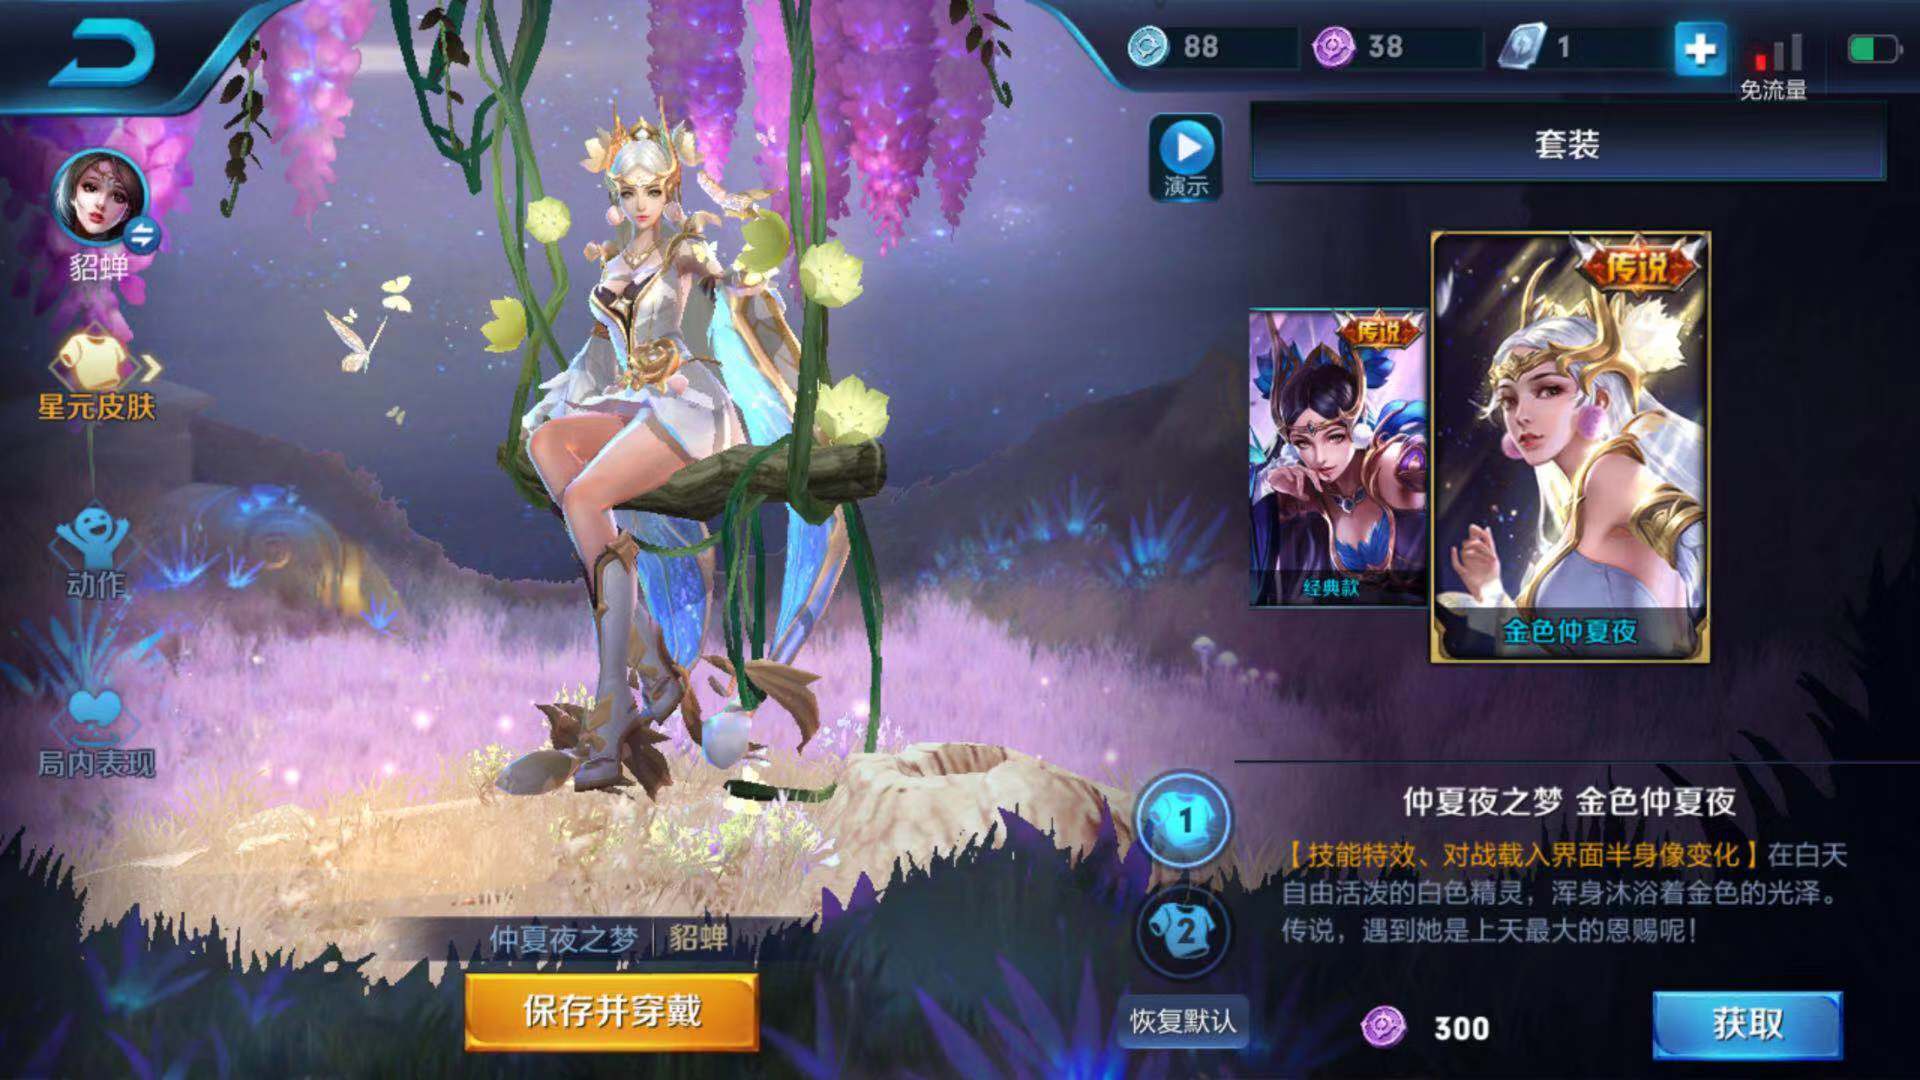 88
38
1
免流量
演示
套装
貂蝉
星元皮肤
动作
局内表现
传说
经典款
传说
金色仲夏夜
1
2
仲夏夜之梦 金色仲夏夜
【技能特效、对战载入界面半身像变化】在白天
自由活泼的白色精灵，浑身沐浴着金色的光泽。
传说，遇到她是上天最大的恩赐呢！
仲夏夜之梦 | 貂蝉
保存并穿戴
恢复默认
300
获取